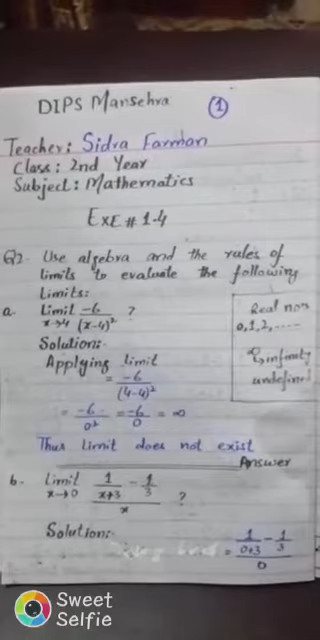 DIPS Mansehra 1
Teacher: Sidra Farman
Class: 2nd Year
Subject: Mathematics
EXE # 1.4
Q2. Use algebra and the rules of
limits to evaluate the following
Limits:
a. Limit x→4 -6/(x-4)² ?
Real nos
0,1,2,.....
Solution:-
Applying limit
= -6/(4-4)²
infinity
undefined
= -6/0² = -6/0 = ∞
Thus limit does not exist
Answer
b. Limit x→0 (1/(x+3) - 1/3)/x ?
Solution:-
= (1/(0+3) - 1/3)/0
Sweet
Selfie